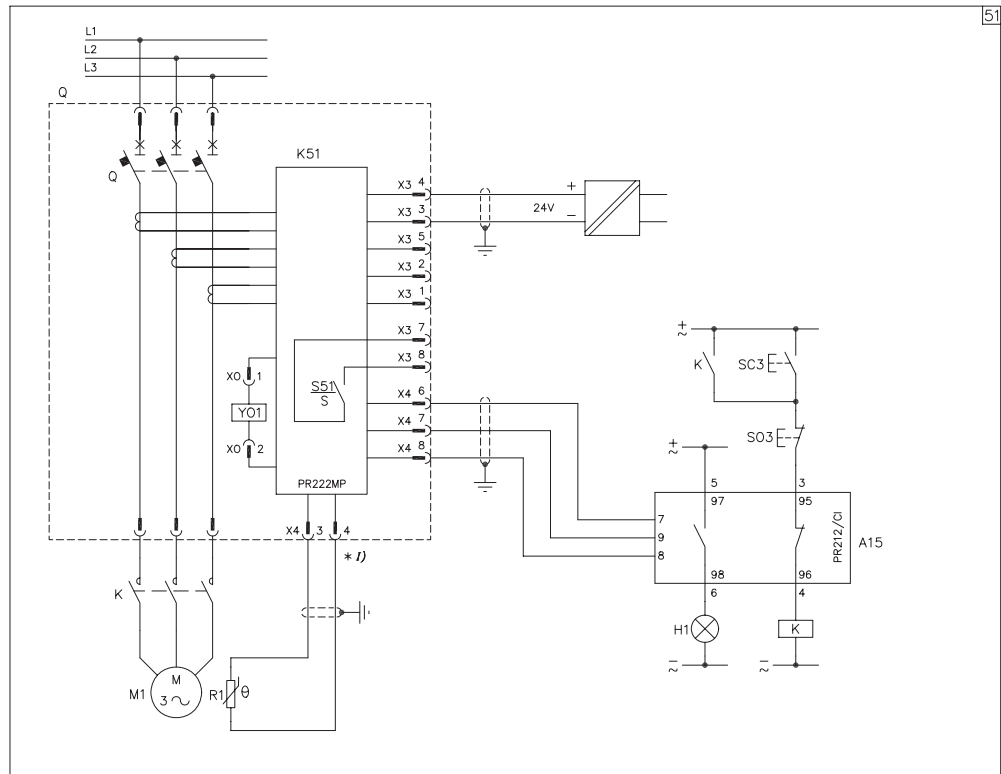 51
L1
L2
L3
Q
Q
K51
X3 4
X3 3
X3 5
X3 2
X3 1
X3 7
X3 8
X4 6
X4 7
X4 8
+
24V
−
S51
S
X0 1
Y01
X0 2
PR222MP
X4 3 4
* I)
K
M
3 ~
M1
R1 θ
+
~
K
SC3
SO3
+
~
5 3
97 95
7
9
8
PR212/CI
A15
98 96
6 4
H1
K
−
~
−
~